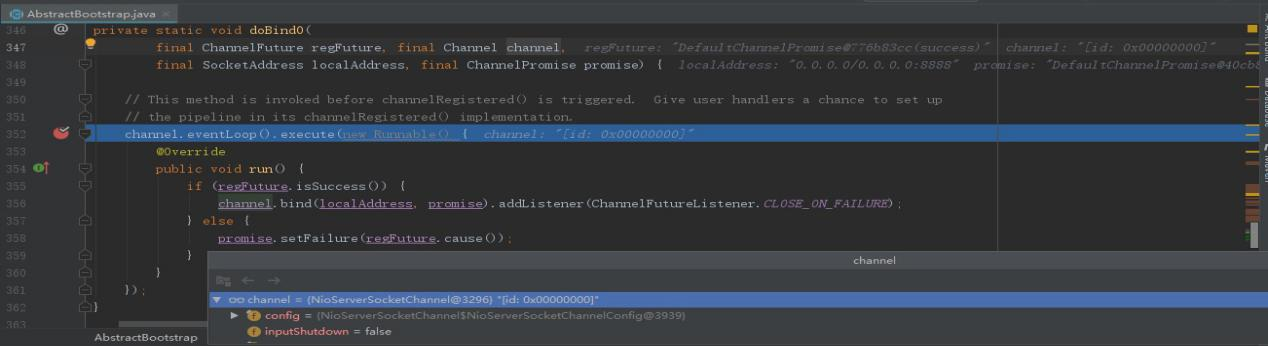 AbstractBootstrap.java
346 @ private static void doBind0(
347 final ChannelFuture regFuture, final Channel channel, regFuture: "DefaultChannelPromise@776b83cc(success)" channel: "[id: 0x00000000]"
348 final SocketAddress localAddress, final ChannelPromise promise) { localAddress: "0.0.0.0/0.0.0.0:8888" promise: "DefaultChannelPromise@40cb8
349
350 // This method is invoked before channelRegistered() is triggered. Give user handlers a chance to set up
351 // the pipeline in its channelRegistered() implementation.
352 channel.eventLoop().execute(new Runnable() { channel: "[id: 0x00000000]"
353 @Override
354 public void run() {
355 if (regFuture.isSuccess()) {
356 channel.bind(localAddress, promise).addListener(ChannelFutureListener.CLOSE_ON_FAILURE);
357 } else {
358 promise.setFailure(regFuture.cause());
359 }
360 }
361 });
362 }
363
channel
channel = {NioServerSocketChannel@3296} "[id: 0x00000000]"
config = {NioServerSocketChannel$NioServerSocketChannelConfig@3939}
inputShutdown = false
AbstractBootstrap